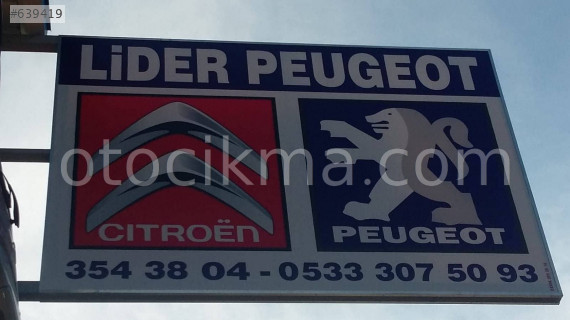 #639419
LiDER PEUGEOT
otocikma.com
CITROËN
PEUGEOT
354 38 04 - 0533 307 50 93